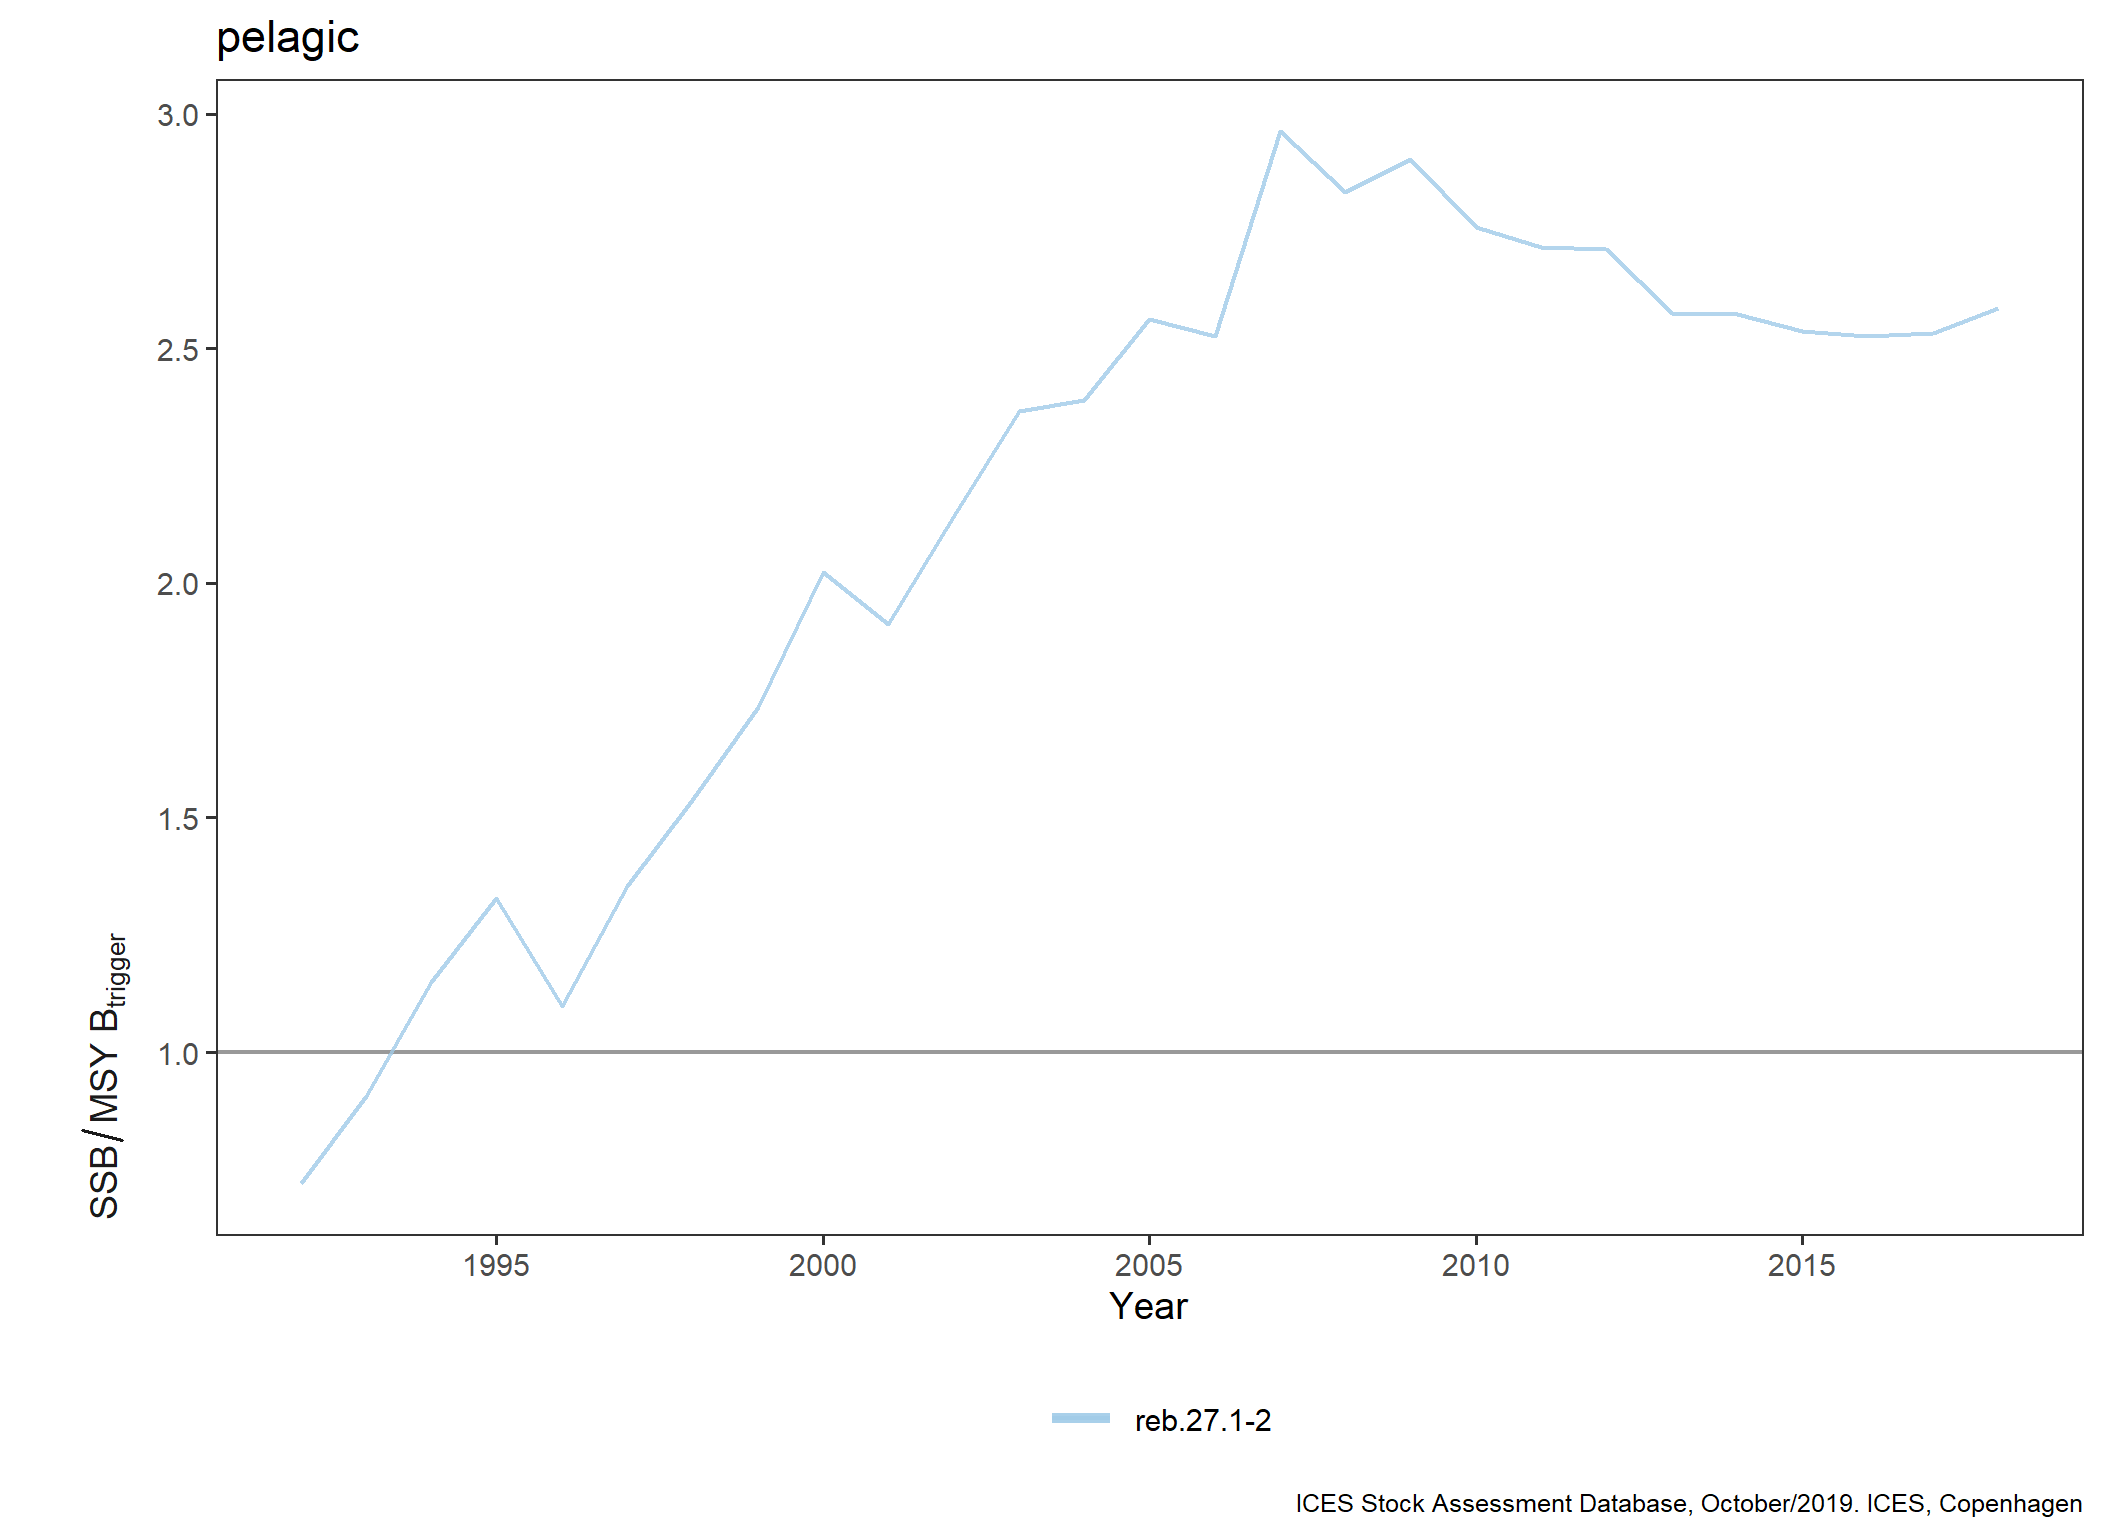 pelagic
3.0
2.5
2.0
1.5
1.0
SSB/MSY Btrigger
1995 2000 2005 2010 2015
Year
reb.27.1-2
ICES Stock Assessment Database, October/2019. ICES, Copenhagen